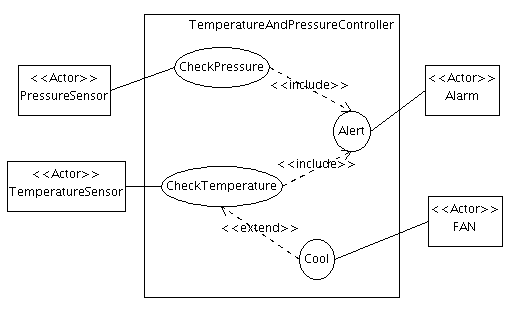 TemperatureAndPressureController
<<Actor>>
PressureSensor
CheckPressure
<<include>>
<<Actor>>
Alarm
Alert
<<Actor>>
TemperatureSensor
CheckTemperature
<<include>>
<<extend>>
Cool
<<Actor>>
FAN